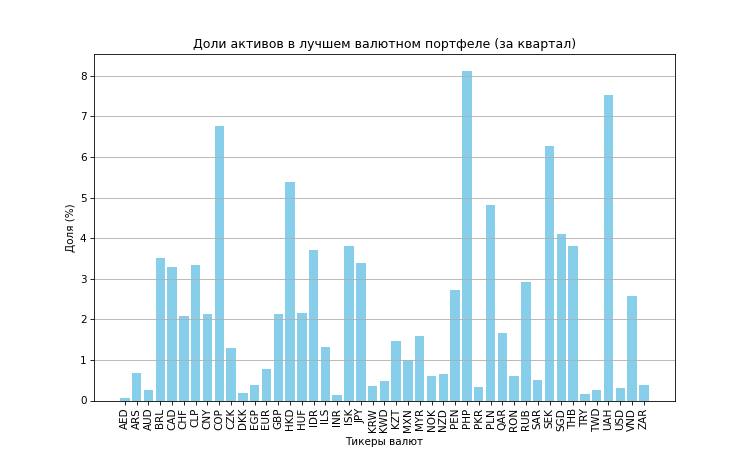 Доли активов в лучшем валютном портфеле (за квартал)
Доля (%)
8
7
6
5
4
3
2
1
0
AED ARS AUD BRL CAD CHF CLP CNY COP CZK DKK EGP EUR GBP HKD HUF IDR ILS INR ISK JPY KRW KWD KZT MXN MYR NOK NZD PEN PHP PKR PLN QAR RON RUB SAR SEK SGD THB TRY TWD UAH USD VND ZAR
Тикеры валют